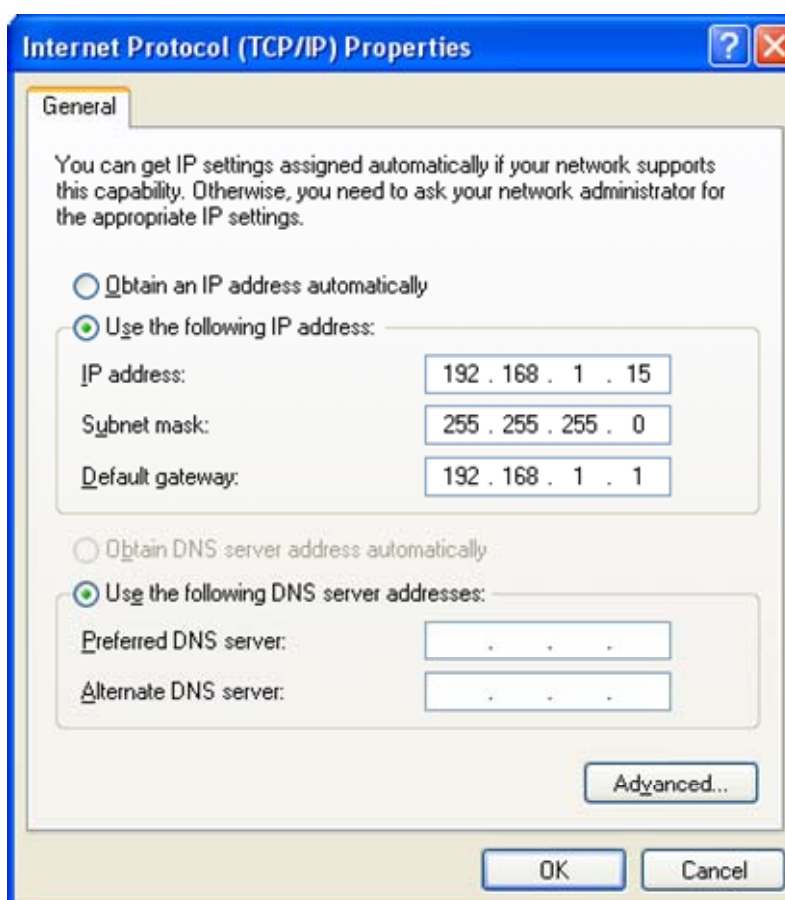 Internet Protocol (TCP/IP) Properties
General
You can get IP settings assigned automatically if your network supports
this capability. Otherwise, you need to ask your network administrator for
the appropriate IP settings.
Obtain an IP address automatically
Use the following IP address:
IP address: 192 . 168 . 1 . 15
Subnet mask: 255 . 255 . 255 . 0
Default gateway: 192 . 168 . 1 . 1
Obtain DNS server address automatically
Use the following DNS server addresses:
Preferred DNS server: . . .
Alternate DNS server: . . .
Advanced...
OK Cancel